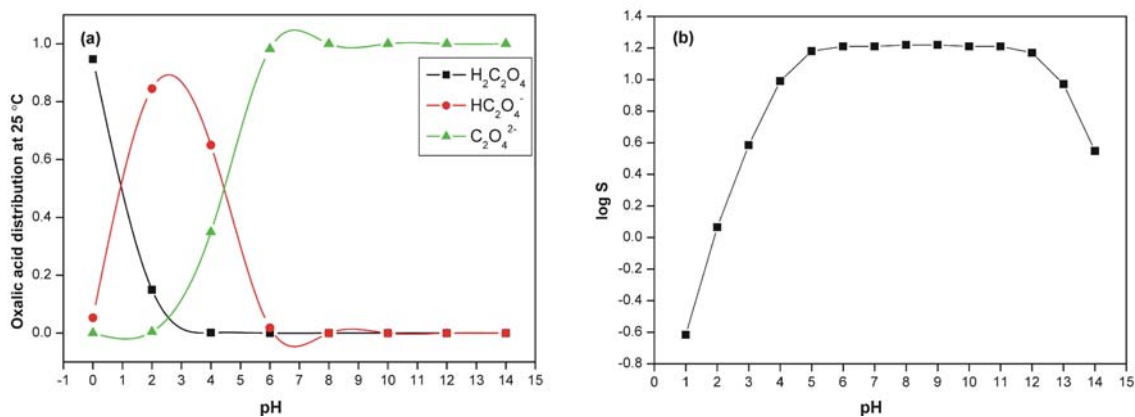 (a)
Oxalic acid distribution at 25 °C
1.0
0.8
0.6
0.4
0.2
0.0
H₂C₂O₄
HC₂O₄⁻
C₂O₄²⁻
-1 0 1 2 3 4 5 6 7 8 9 10 11 12 13 14 15
pH
(b)
log S
1.4
1.2
1.0
0.8
0.6
0.4
0.2
0.0
-0.2
-0.4
-0.6
-0.8
0 1 2 3 4 5 6 7 8 9 10 11 12 13 14 15
pH